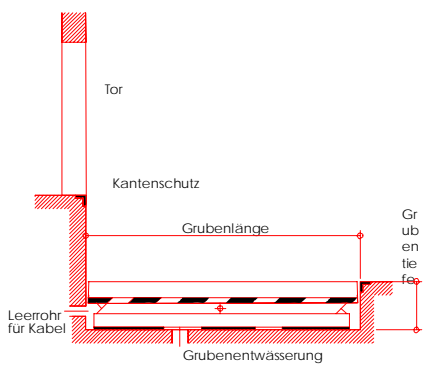 Tor
Kantenschutz
Grubenlänge
Gr
ub
en
tie
fe
Leerrohr
für Kabel
Grubenentwässerung